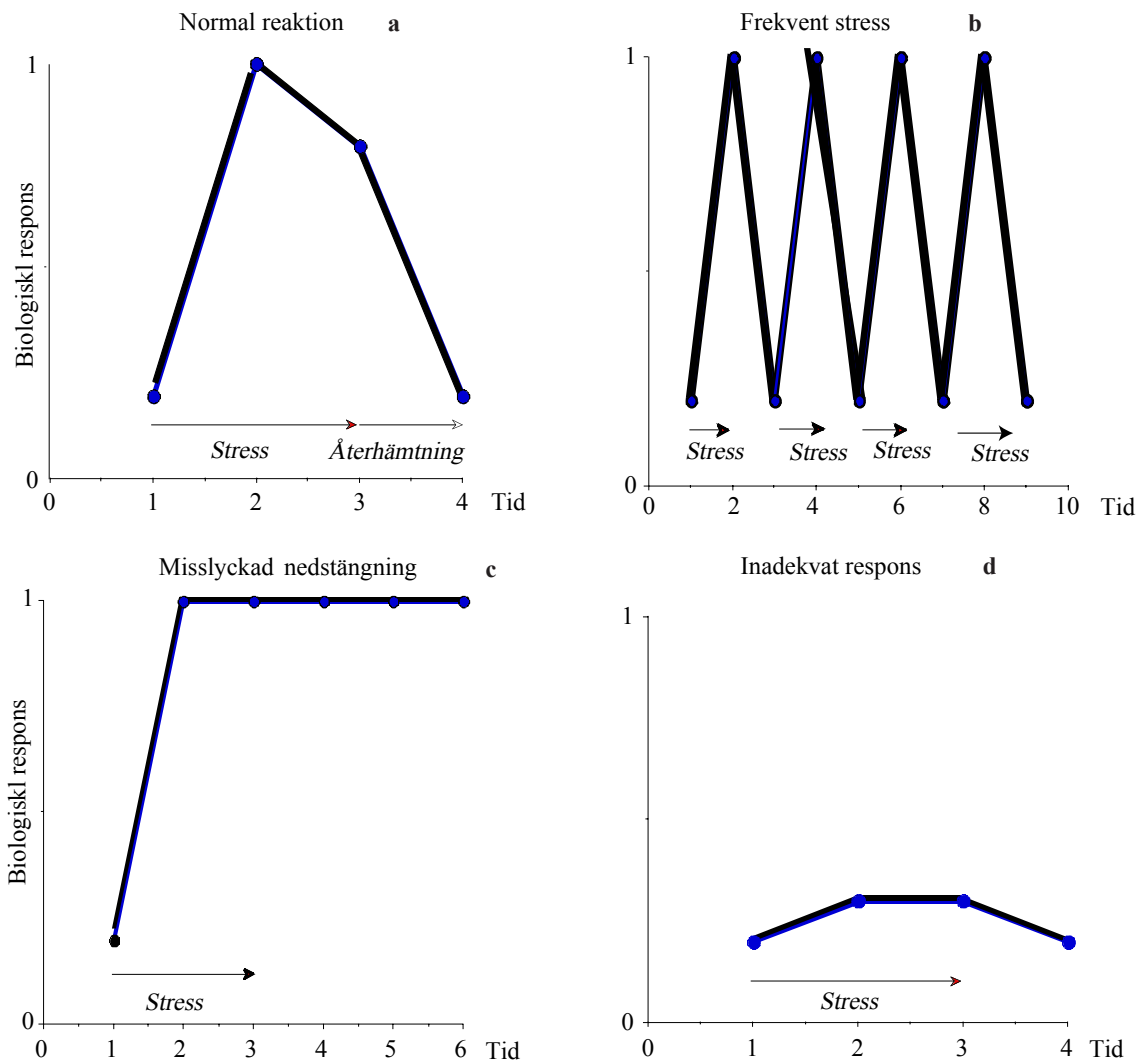 Normal reaktion a
1
Biologiskl respons
Stress Återhämtning
0
0 1 2 3 4 Tid
Frekvent stress b
1
Stress Stress Stress Stress
0
0 2 4 6 8 10 Tid
Misslyckad nedstängning c
1
Biologiskl respons
Stress
0
0 1 2 3 4 5 6 Tid
Inadekvat respons d
1
Stress
0
0 1 2 3 4 Tid